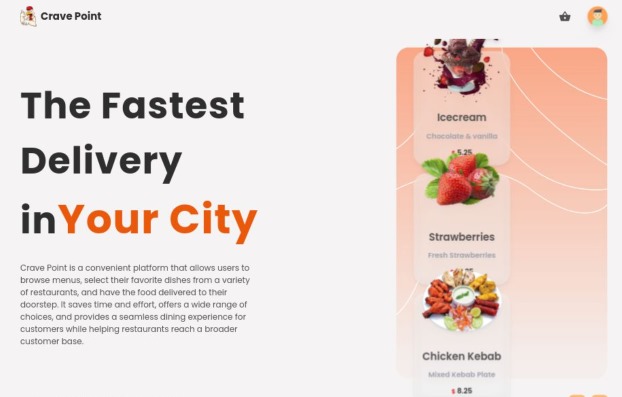 Crave Point
The Fastest
Delivery
inYour City
Crave Point is a convenient platform that allows users to
browse menus, select their favorite dishes from a variety
of restaurants, and have the food delivered to their
doorstep. It saves time and effort, offers a wide range of
choices, and provides a seamless dining experience for
customers while helping restaurants reach a broader
customer base.
Icecream
Chocolate & vanilla
$ 5.25
Strawberries
Fresh Strawberries
Chicken Kebab
Mixed Kebab Plate
$ 8.25